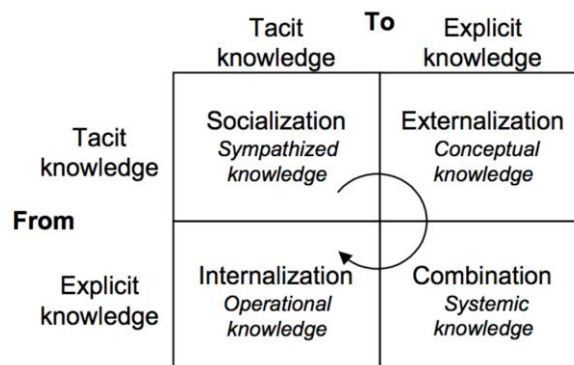 To
Tacit knowledge
Explicit knowledge
Tacit knowledge
Socialization
Sympathized
knowledge
Externalization
Conceptual
knowledge
From
Explicit knowledge
Internalization
Operational
knowledge
Combination
Systemic
knowledge